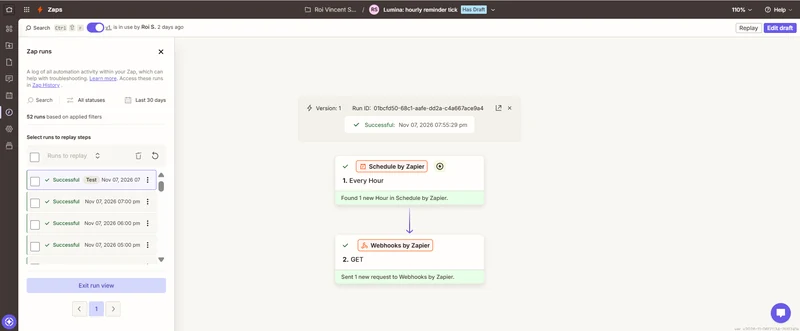 Zaps
Roi Vincent S... / RS Lumina: hourly reminder tick Has Draft
110% Help
Search Ctrl
v1 is in use by Roi S. 2 days ago
Replay Edit draft
Zap runs
A log of all automation activity within your Zap, which can
help with troubleshooting. Learn more. Access these runs
in Zap History.
Search All statuses Last 30 days
52 runs based on applied filters
Select runs to replay steps
Runs to replay
Successful Test Nov 07, 2026 07
Successful Nov 07, 2026 07:00 pm
Successful Nov 07, 2026 06:00 pm
Successful Nov 07, 2026 05:00 pm
Exit run view
1
Version: 1 Run ID: 01bcfd50-68c1-aafe-dd2a-c4a667ace9a4
Successful: Nov 07, 2026 07:55:29 pm
Schedule by Zapier
1. Every Hour
Found 1 new Hour in Schedule by Zapier.
Webhooks by Zapier
2. GET
Sent 1 new request to Webhooks by Zapier.